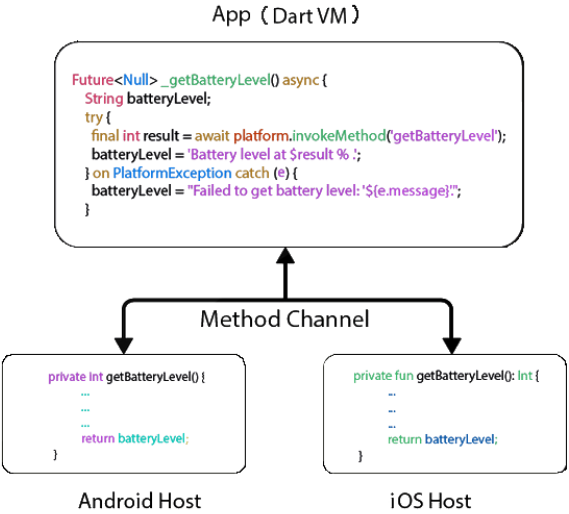 App (Dart VM)
Future<Null> _getBatteryLevel() async {
String batteryLevel;
try {
final int result = await platform.invokeMethod('getBatteryLevel');
batteryLevel = 'Battery level at $result % .';
} on PlatformException catch (e) {
batteryLevel = "Failed to get battery level: '${e.message}'.";
}
Method Channel
private int getBatteryLevel() {
...
...
...
return batteryLevel;
}
private fun getBatteryLevel(): Int {
...
...
...
return batteryLevel;
}
Android Host
iOS Host